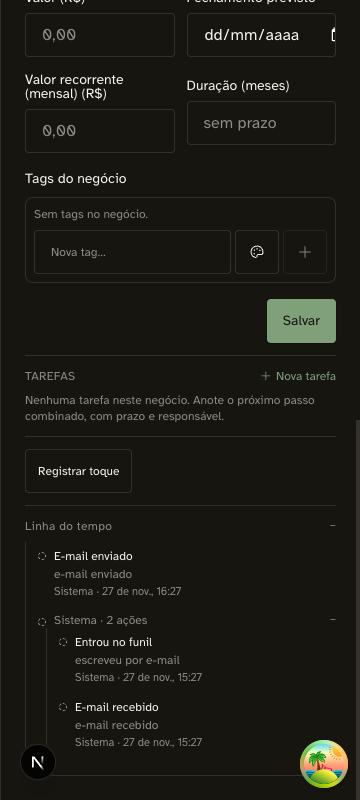 Valor (R$)
Fechamento previsto
0,00
dd/mm/aaaa
Valor recorrente
(mensal) (R$)
Duração (meses)
0,00
sem prazo
Tags do negócio
Sem tags no negócio.
Nova tag...
Salvar
TAREFAS
+ Nova tarefa
Nenhuma tarefa neste negócio. Anote o próximo passo
combinado, com prazo e responsável.
Registrar toque
Linha do tempo
−
E-mail enviado
e-mail enviado
Sistema · 27 de nov., 16:27
Sistema · 2 ações
−
Entrou no funil
escreveu por e-mail
Sistema · 27 de nov., 15:27
E-mail recebido
e-mail recebido
Sistema · 27 de nov., 15:27
N